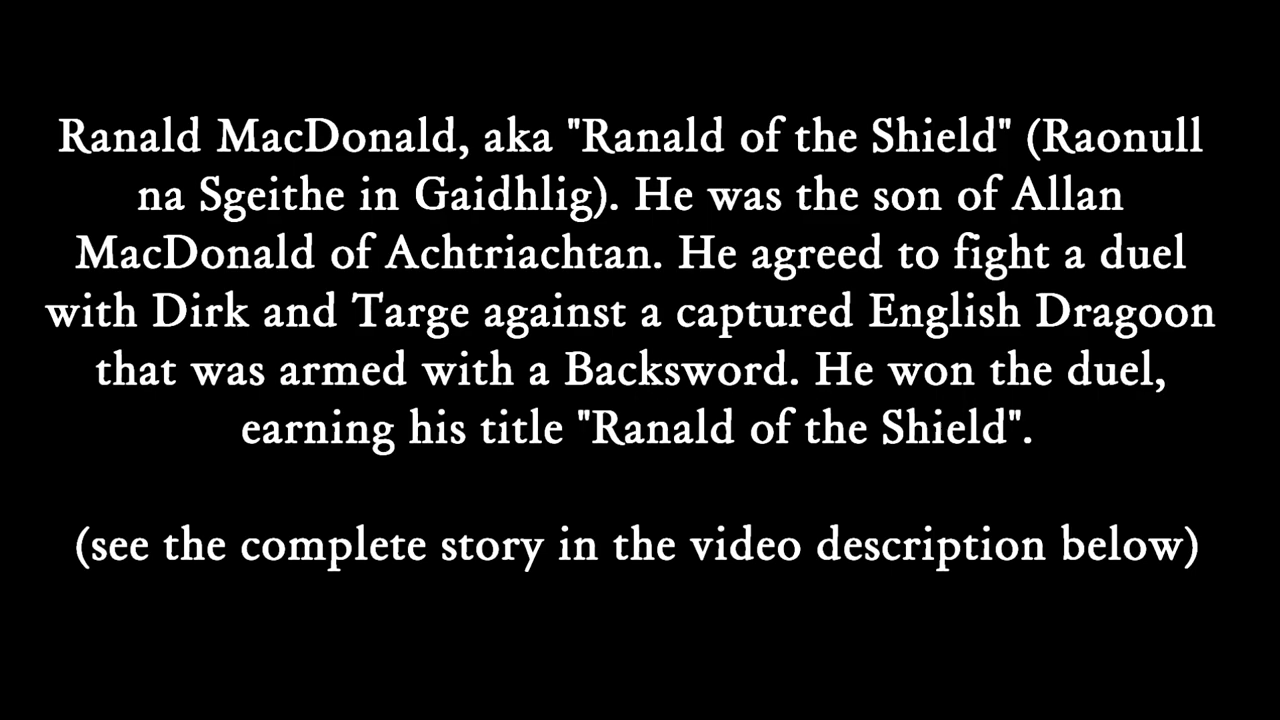 Ranald MacDonald, aka "Ranald of the Shield" (Raonull
na Sgeithe in Gaidhlig). He was the son of Allan
MacDonald of Achtriachtan. He agreed to fight a duel
with Dirk and Targe against a captured English Dragoon
that was armed with a Backsword. He won the duel,
earning his title "Ranald of the Shield".
(see the complete story in the video description below)